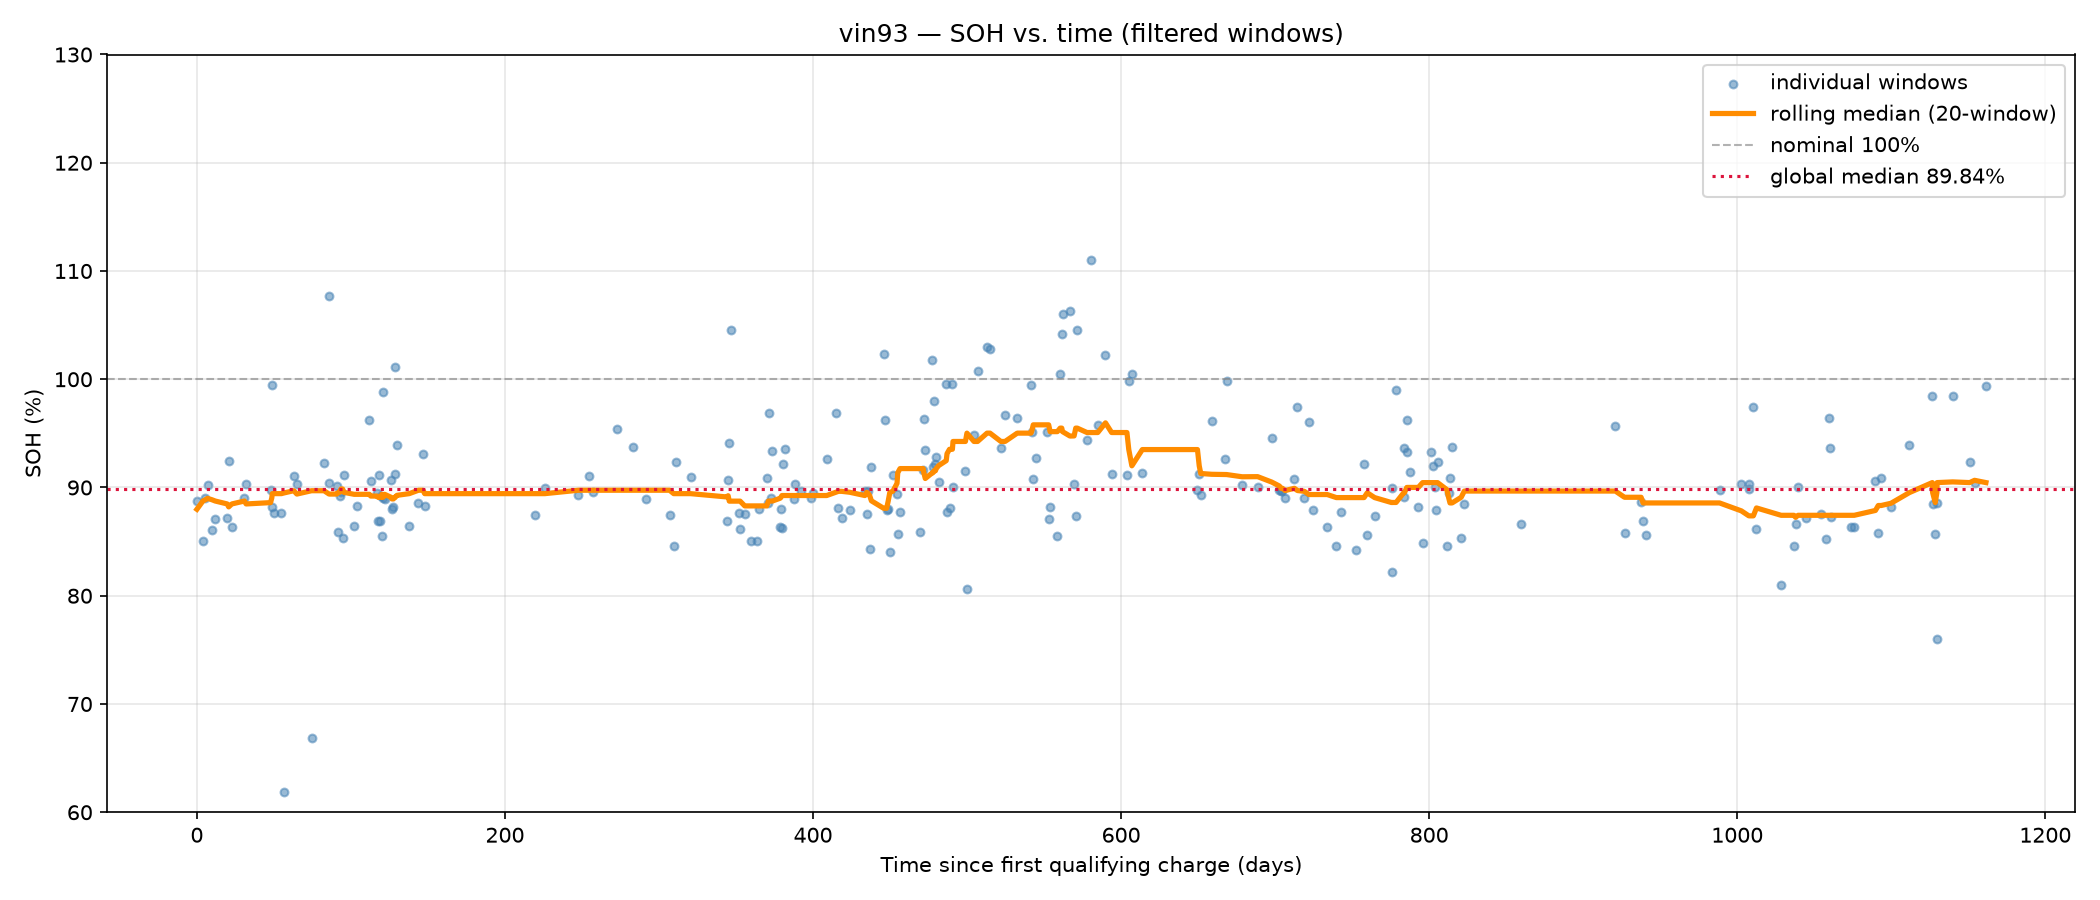 vin93 — SOH vs. time (filtered windows)
130
120
110
100
90
80
70
60
SOH (%)
individual windows
rolling median (20-window)
nominal 100%
global median 89.84%
0
200
400
600
800
1000
1200
Time since first qualifying charge (days)